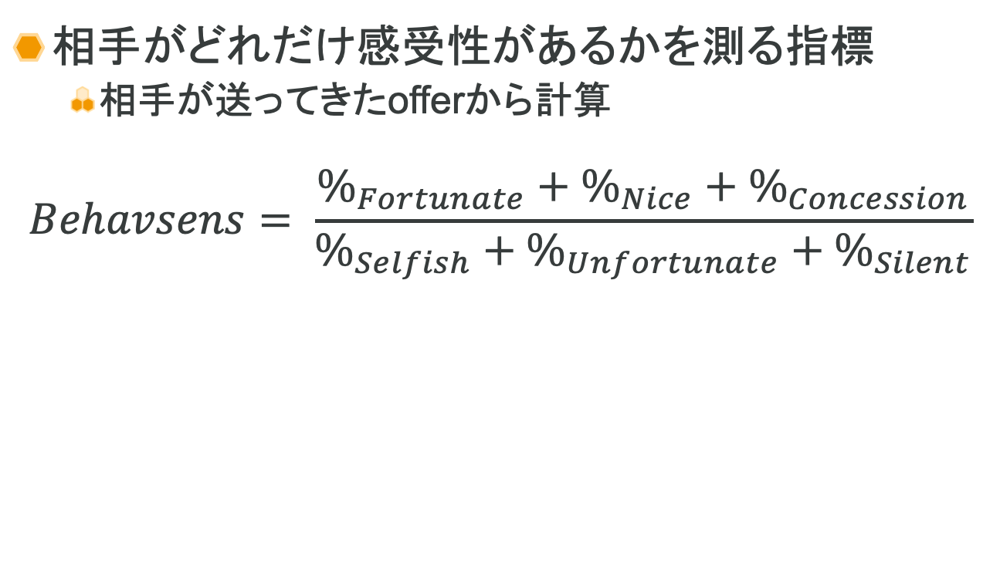 相手がどれだけ感受性があるかを測る指標
相手が送ってきたofferから計算
%Fortunate + %Nice + %Concession
Behavsens =
%Selfish + %Unfortunate + %Silent